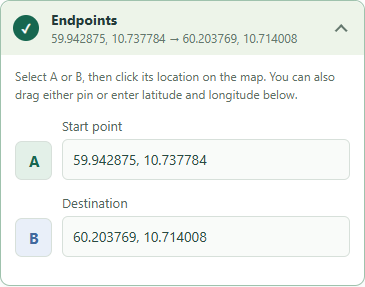 Endpoints
59.942875, 10.737784 → 60.203769, 10.714008
Select A or B, then click its location on the map. You can also
drag either pin or enter latitude and longitude below.
Start point
A
59.942875, 10.737784
Destination
B
60.203769, 10.714008